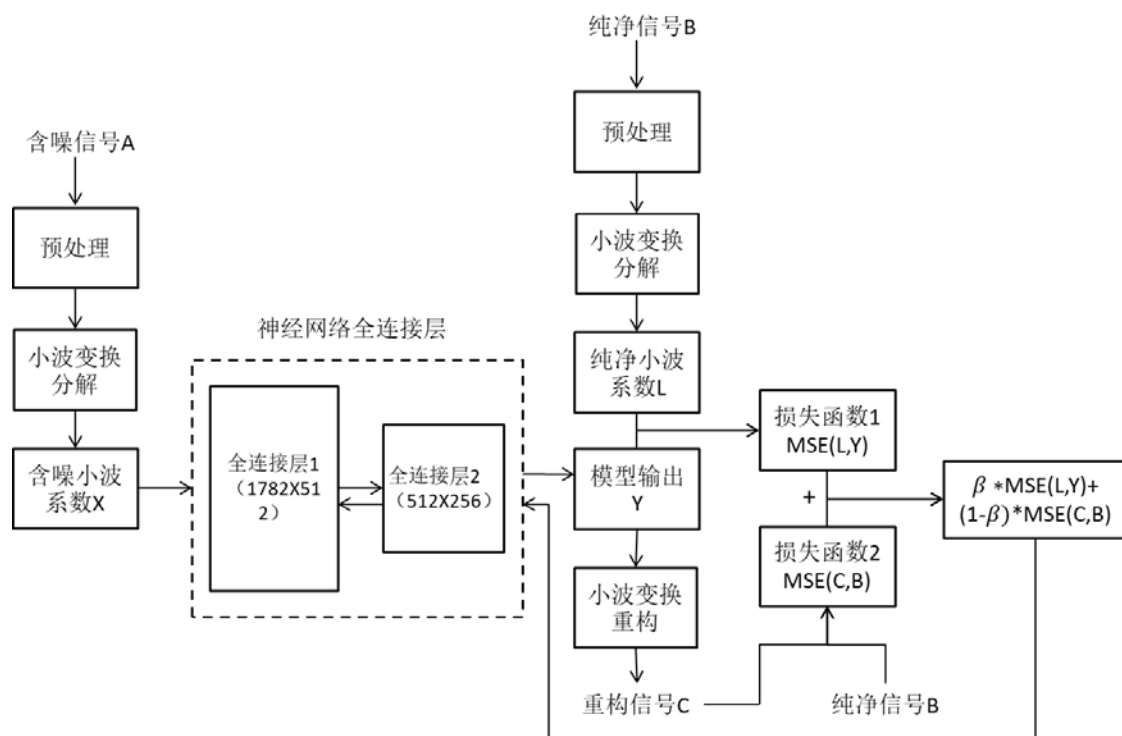 含噪信号A
预处理
小波变换
分解
含噪小波
系数X
神经网络全连接层
全连接层1
（1782X51
2）
全连接层2
（512X256）
纯净信号B
预处理
小波变换
分解
纯净小波
系数L
模型输出
Y
小波变换
重构
重构信号C
损失函数1
MSE(L,Y)
+
损失函数2
MSE(C,B)
纯净信号B
β *MSE(L,Y)+
(1-β)*MSE(C,B)